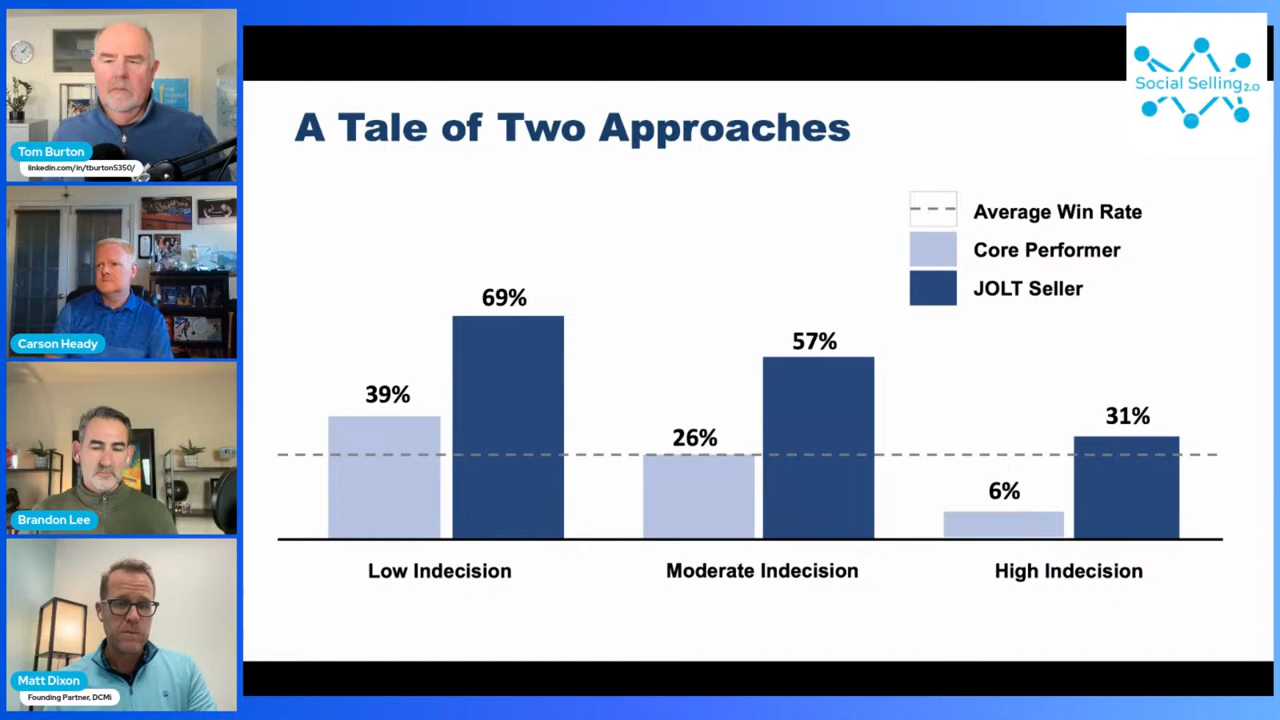 Tom Burton
linkedin.com/in/tburton5350/
Carson Heady
Brandon Lee
Matt Dixon
Founding Partner, DCMi
Social Selling 2.0
A Tale of Two Approaches
Average Win Rate
Core Performer
JOLT Seller
39%
69%
26%
57%
6%
31%
Low Indecision
Moderate Indecision
High Indecision